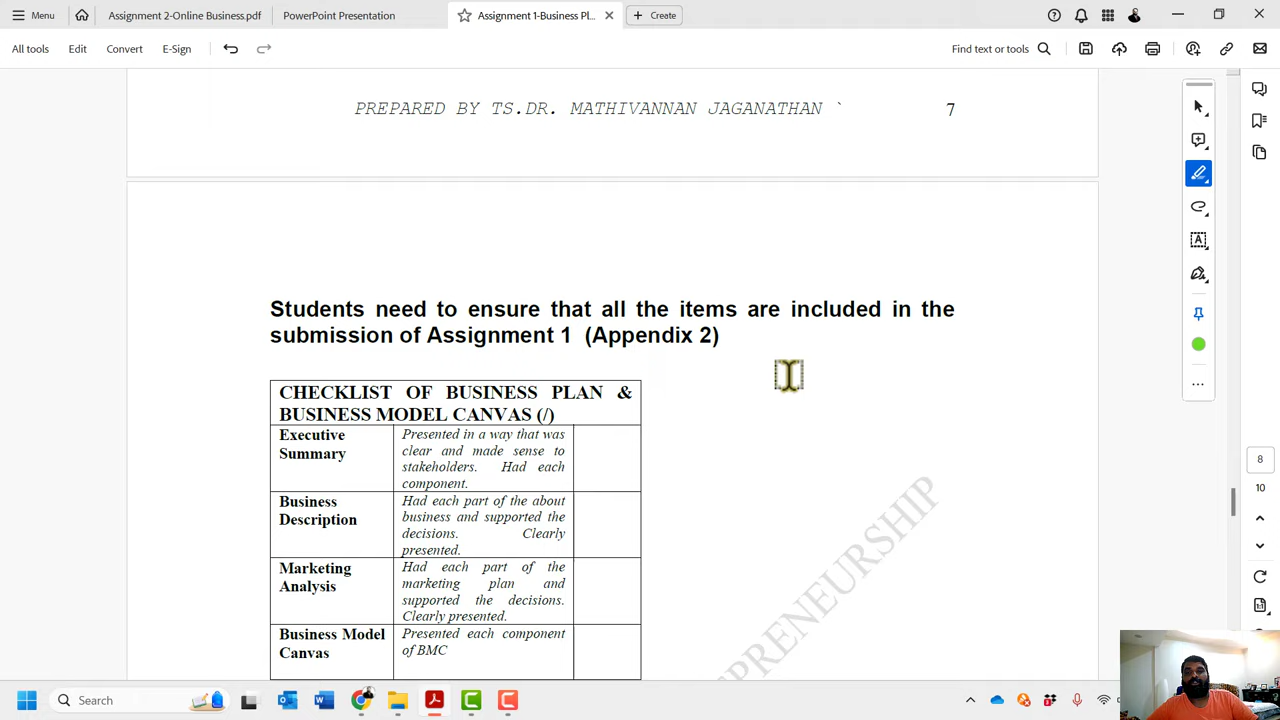 Menu
Assignment 2-Online Business.pdf
PowerPoint Presentation
Assignment 1-Business Pl...
Create
All tools
Edit
Convert
E-Sign
Find text or tools
PREPARED BY TS.DR. MATHIVANNAN JAGANATHAN ` 7
Students need to ensure that all the items are included in the
submission of Assignment 1 (Appendix 2)
CHECKLIST OF BUSINESS PLAN &
BUSINESS MODEL CANVAS (/)
Executive
Summary
Presented in a way that was
clear and made sense to
stakeholders. Had each
component.
Business
Description
Had each part of the about
business and supported the
decisions. Clearly
presented.
Marketing
Analysis
Had each part of the
marketing plan and
supported the decisions.
Clearly presented.
Business Model
Canvas
Presented each component
of BMC
EPRENEURSHIP
8
10
Search